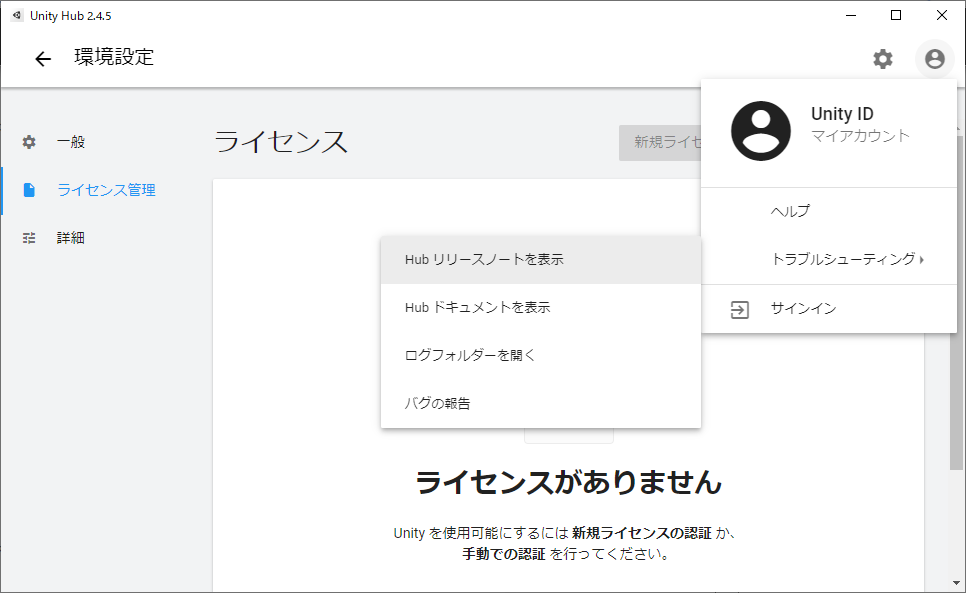 Unity Hub 2.4.5
環境設定
Unity ID
マイアカウント
ヘルプ
トラブルシューティング
サインイン
一般
ライセンス管理
詳細
ライセンス
新規ライセ
Hub リリースノートを表示
Hub ドキュメントを表示
ログフォルダーを開く
バグの報告
ライセンスがありません
Unity を使用可能にするには 新規ライセンスの認証 か、
手動での認証 を行ってください。